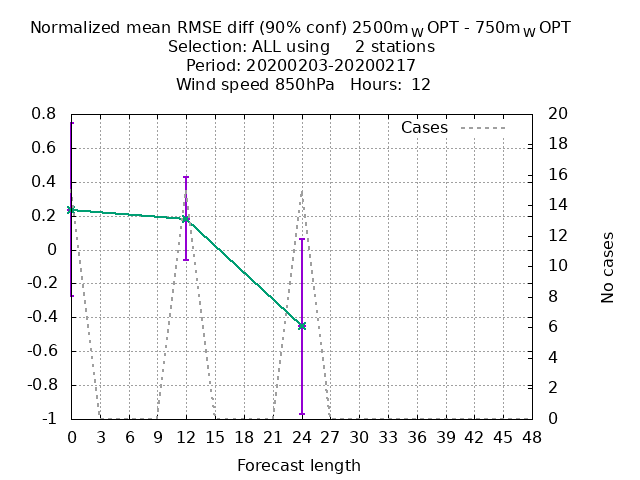 Normalized mean RMSE diff (90% conf) 2500m_W OPT - 750m_W OPT
Selection: ALL using     2 stations
Period: 20200203-20200217
Wind speed 850hPa   Hours:  12
Cases
0.8
0.6
0.4
0.2
0
-0.2
-0.4
-0.6
-0.8
-1
20
18
16
14
12
10
8
6
4
2
0
No cases
0 3 6 9 12 15 18 21 24 27 30 33 36 39 42 45 48
Forecast length